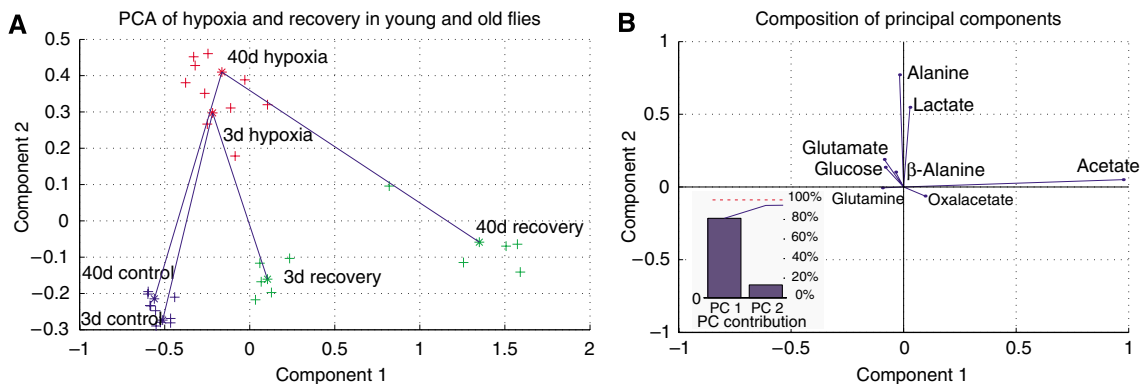 A
PCA of hypoxia and recovery in young and old flies
0.5
0.4
0.3
0.2
0.1
0
−0.1
−0.2
−0.3
Component 2
40d hypoxia
3d hypoxia
40d recovery
3d recovery
40d control
3d control
−1
−0.5
0
0.5
1
1.5
2
Component 1
B
Composition of principal components
1
0.5
0
−0.5
−1
Component 2
Alanine
Lactate
Glutamate
Glucose
β-Alanine
Acetate
Glutamine
Oxalacetate
100%
80%
60%
40%
20%
0%
0
PC 1 PC 2
PC contribution
−1
−0.5
0
0.5
1
Component 1